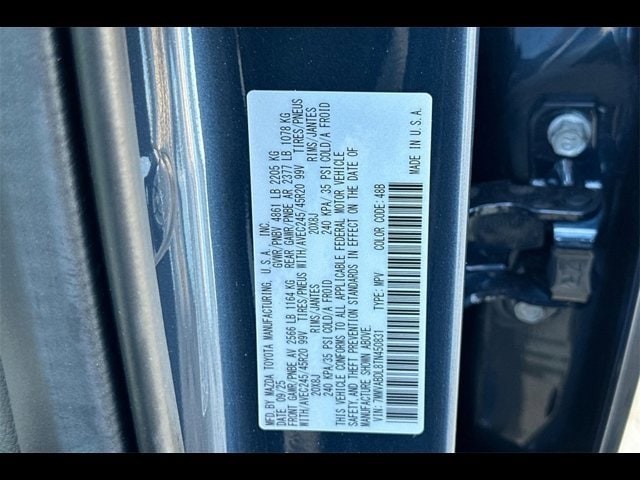 MFD. BY MAZDA TOYOTA MANUFACTURING, U.S.A., INC.
DATE 09/25 GVWR/PNBV 4861 LB 2205 KG
FRONT GAWR/PNBE AV 2566 LB 1164 KG REAR GAWR/PNBE AR 2377 LB 1078 KG
WITH/AVEC245/45R20 99V TIRES/PNEUS WITH/AVEC245/45R20 99V TIRES/PNEUS
20X8J RIMS/JANTES 20X8J RIMS/JANTES
240 KPA/ 35 PSI COLD/A FROID 240 KPA/ 35 PSI COLD/A FROID
THIS VEHICLE CONFORMS TO ALL APPLICABLE FEDERAL MOTOR VEHICLE
SAFETY, AND THEFT PREVENTION STANDARDS IN EFFECT ON THE DATE OF
MANUFACTURE SHOWN ABOVE.
VIN: 7MMVABDL8TN450831 TYPE: MPV COLOR CODE: 48B
MADE IN U.S.A.